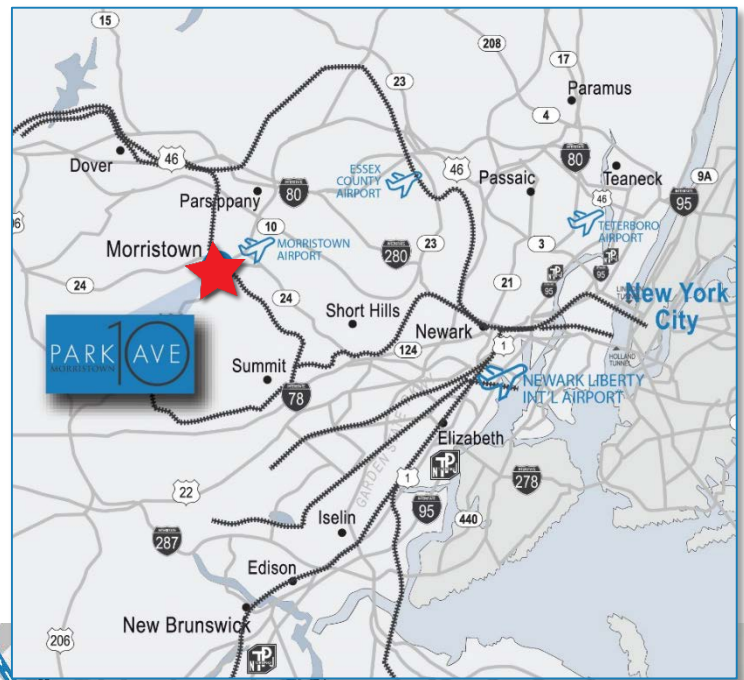 15
208
17
23
Paramus
4
Dover
46
ESSEX
COUNTY
AIRPORT
46
Passaic
80
Teaneck
9A
Parsippany
80
46
95
10
TETERBORO
AIRPORT
Morristown
MORRISTOWN
AIRPORT
23
3
280
95
95
24
24
21
New York
City
Short Hills
Newark
HOLLAND
TUNNEL
PARK 10 AVE
MORRISTOWN
124
1
Summit
78
NEWARK LIBERTY
INT'L AIRPORT
Elizabeth
22
1
278
95
440
Iselin
287
Edison
New Brunswick
206